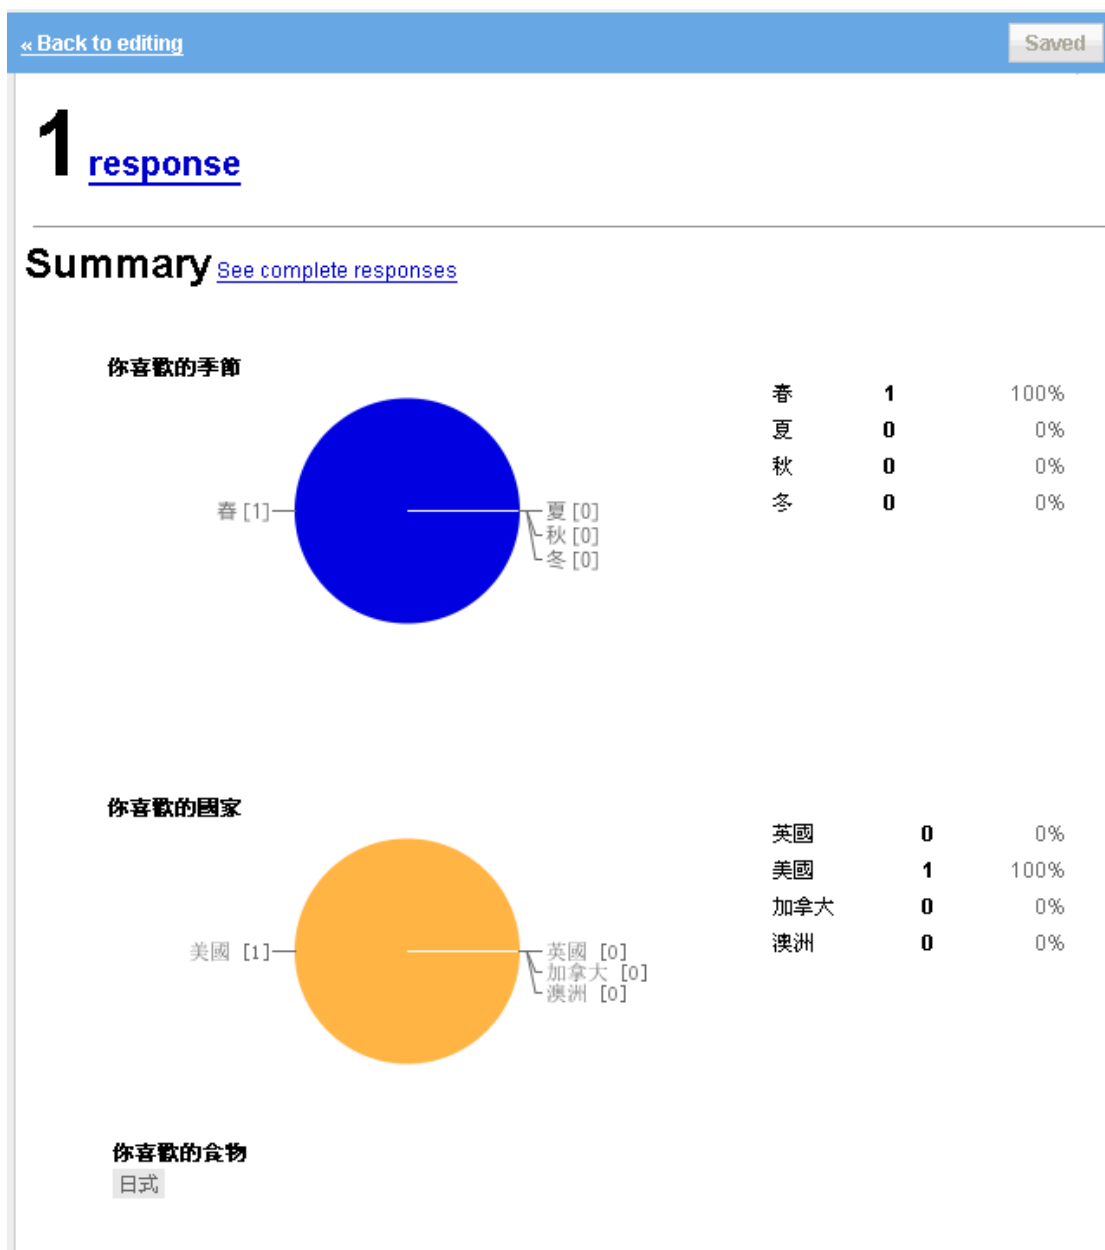 « Back to editing
Saved
1 response
Summary See complete responses
你喜歡的季節
春 [1]
夏 [0]
秋 [0]
冬 [0]
春 1 100%
夏 0 0%
秋 0 0%
冬 0 0%
你喜歡的國家
美國 [1]
英國 [0]
加拿大 [0]
澳洲 [0]
英國 0 0%
美國 1 100%
加拿大 0 0%
澳洲 0 0%
你喜歡的食物
日式